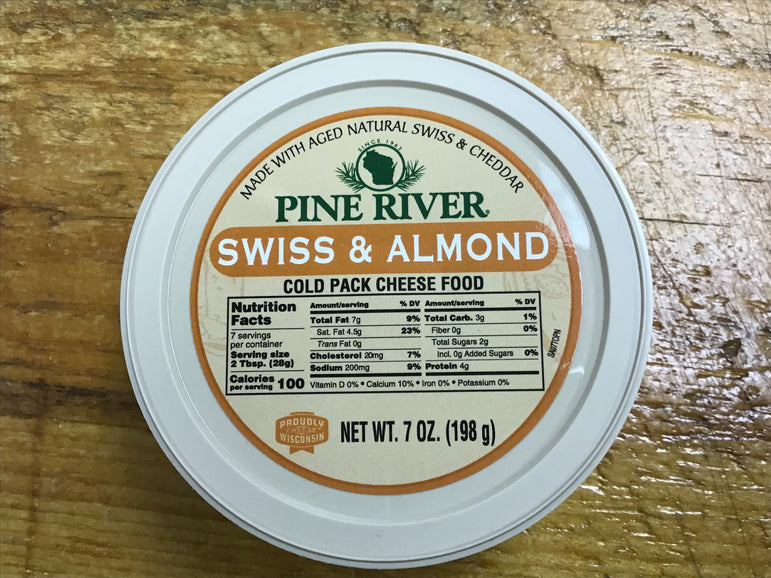 MADE WITH AGED NATURAL SWISS & CHEDDAR
SINCE 1963
PINE RIVER®
SWISS & ALMOND
COLD PACK CHEESE FOOD
Nutrition
Facts
7 servings
per container
Serving size
2 Tbsp. (28g)
Calories
per serving 100
Amount/serving % DV
Total Fat 7g 9%
Sat. Fat 4.5g 23%
Trans Fat 0g
Cholesterol 20mg 7%
Sodium 200mg 9%
Amount/serving % DV
Total Carb. 3g 1%
Fiber 0g 0%
Total Sugars 2g
Incl. 0g Added Sugars 0%
Protein 4g
Vitamin D 0% • Calcium 10% • Iron 0% • Potassium 0%
PROUDLY
WISCONSIN
CHEESE
NET WT. 7 OZ. (198 g)